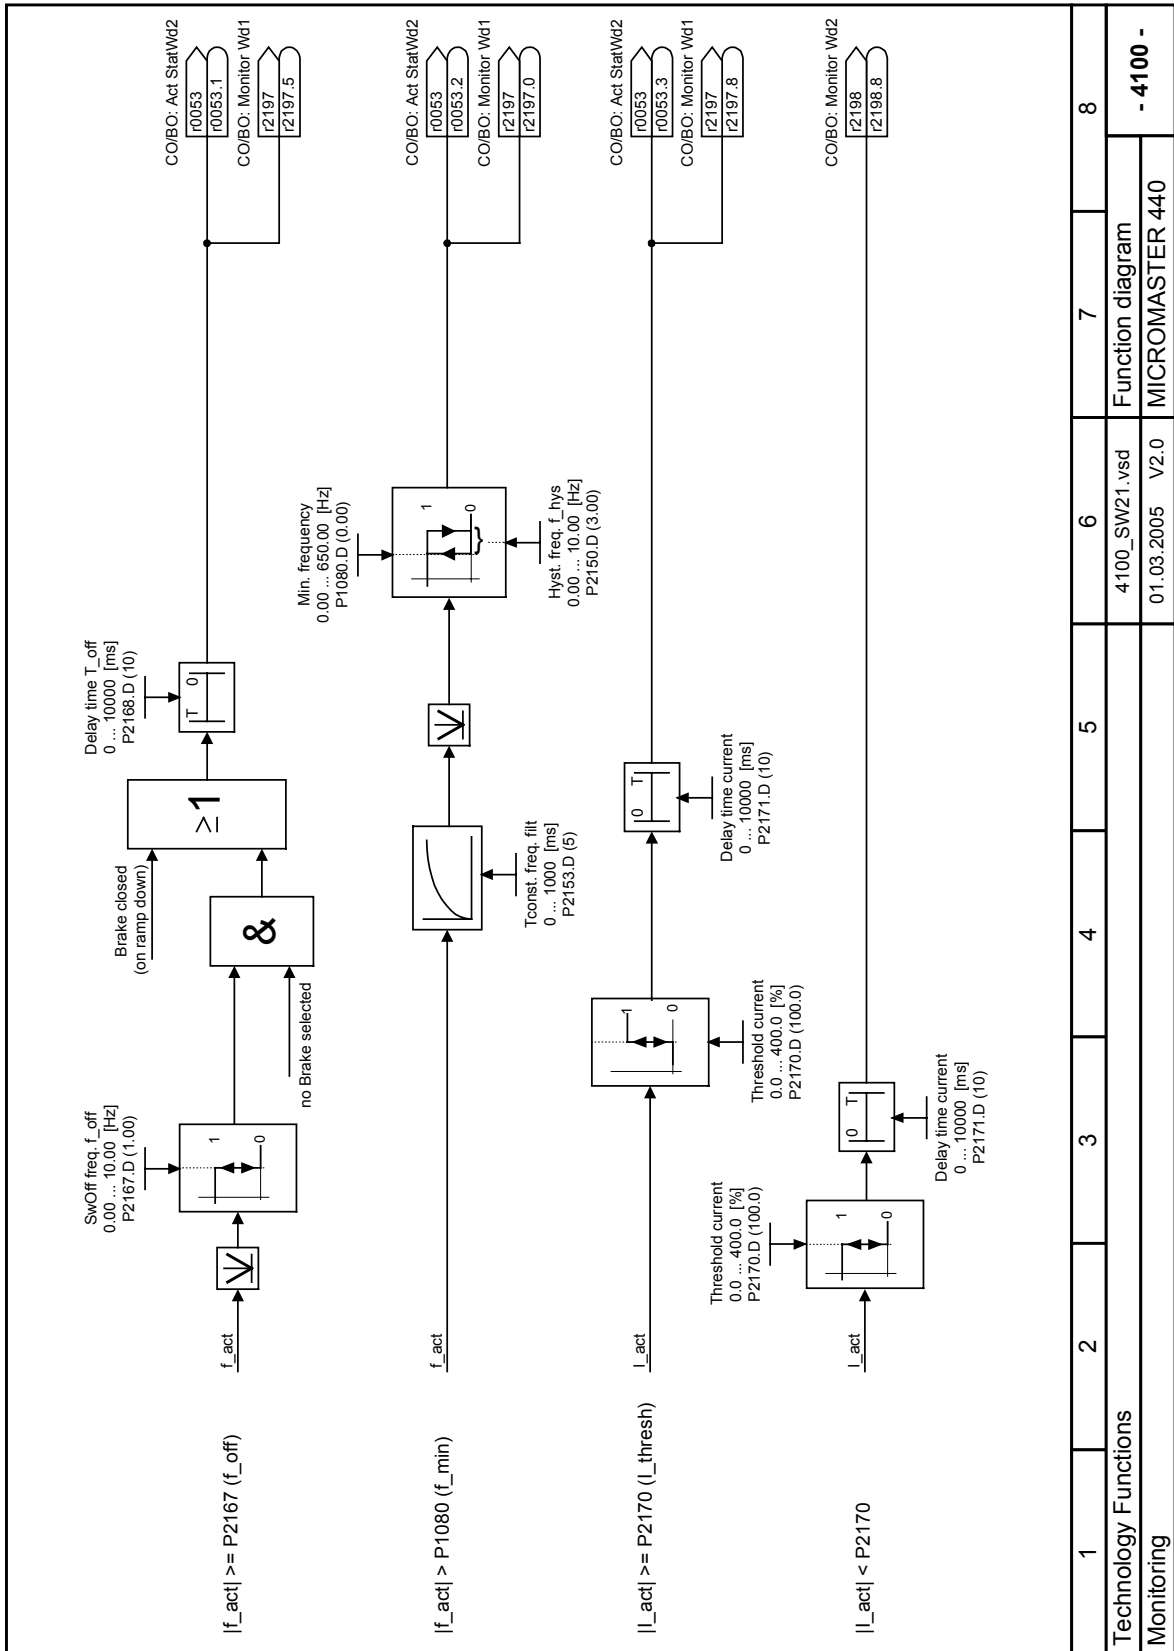 |f_act| >= P2167 (f_off)
f_act
SwOff freq. f_off
0.00 ... 10.00 [Hz]
P2167.D (1.00)
1
0
no Brake selected
&
Brake closed
(on ramp down)
≥1
Delay time T_off
0 ... 10000 [ms]
P2168.D (10)
T 0
CO/BO: Act StatWd2
r0053
r0053.1
CO/BO: Monitor Wd1
r2197
r2197.5
|f_act| > P1080 (f_min)
f_act
Tconst. freq. filt
0 ... 1000 [ms]
P2153.D (5)
Min. frequency
0.00 ... 650.00 [Hz]
P1080.D (0.00)
1
0
}
Hyst. freq. f_hys
0.00 ... 10.00 [Hz]
P2150.D (3.00)
CO/BO: Act StatWd2
r0053
r0053.2
CO/BO: Monitor Wd1
r2197
r2197.0
|I_act| >= P2170 (I_thresh)
I_act
1
0
Threshold current
0.0 ... 400.0 [%]
P2170.D (100.0)
0 T
Delay time current
0 ... 10000 [ms]
P2171.D (10)
CO/BO: Act StatWd2
r0053
r0053.3
CO/BO: Monitor Wd1
r2197
r2197.8
|I_act| < P2170
I_act
Threshold current
0.0 ... 400.0 [%]
P2170.D (100.0)
1
0
0 T
Delay time current
0 ... 10000 [ms]
P2171.D (10)
CO/BO: Monitor Wd2
r2198
r2198.8
1 2 3 4 5 6 7 8
Technology Functions 4100_SW21.vsd Function diagram - 4100 -
Monitoring 01.03.2005 V2.0 MICROMASTER 440